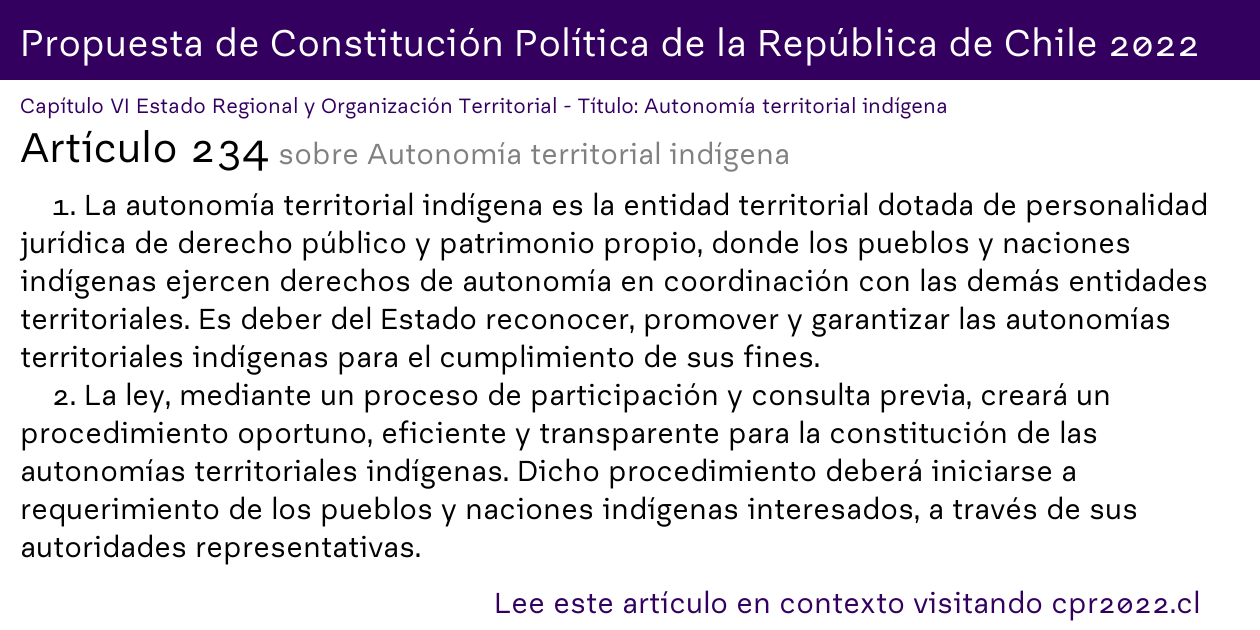 Propuesta de Constitución Política de la República de Chile 2022
Capítulo VI Estado Regional y Organización Territorial - Título: Autonomía territorial indígena
Artículo 234 sobre Autonomía territorial indígena
1. La autonomía territorial indígena es la entidad territorial dotada de personalidad
jurídica de derecho público y patrimonio propio, donde los pueblos y naciones
indígenas ejercen derechos de autonomía en coordinación con las demás entidades
territoriales. Es deber del Estado reconocer, promover y garantizar las autonomías
territoriales indígenas para el cumplimiento de sus fines.
2. La ley, mediante un proceso de participación y consulta previa, creará un
procedimiento oportuno, eficiente y transparente para la constitución de las
autonomías territoriales indígenas. Dicho procedimiento deberá iniciarse a
requerimiento de los pueblos y naciones indígenas interesados, a través de sus
autoridades representativas.
Lee este artículo en contexto visitando cpr2022.cl